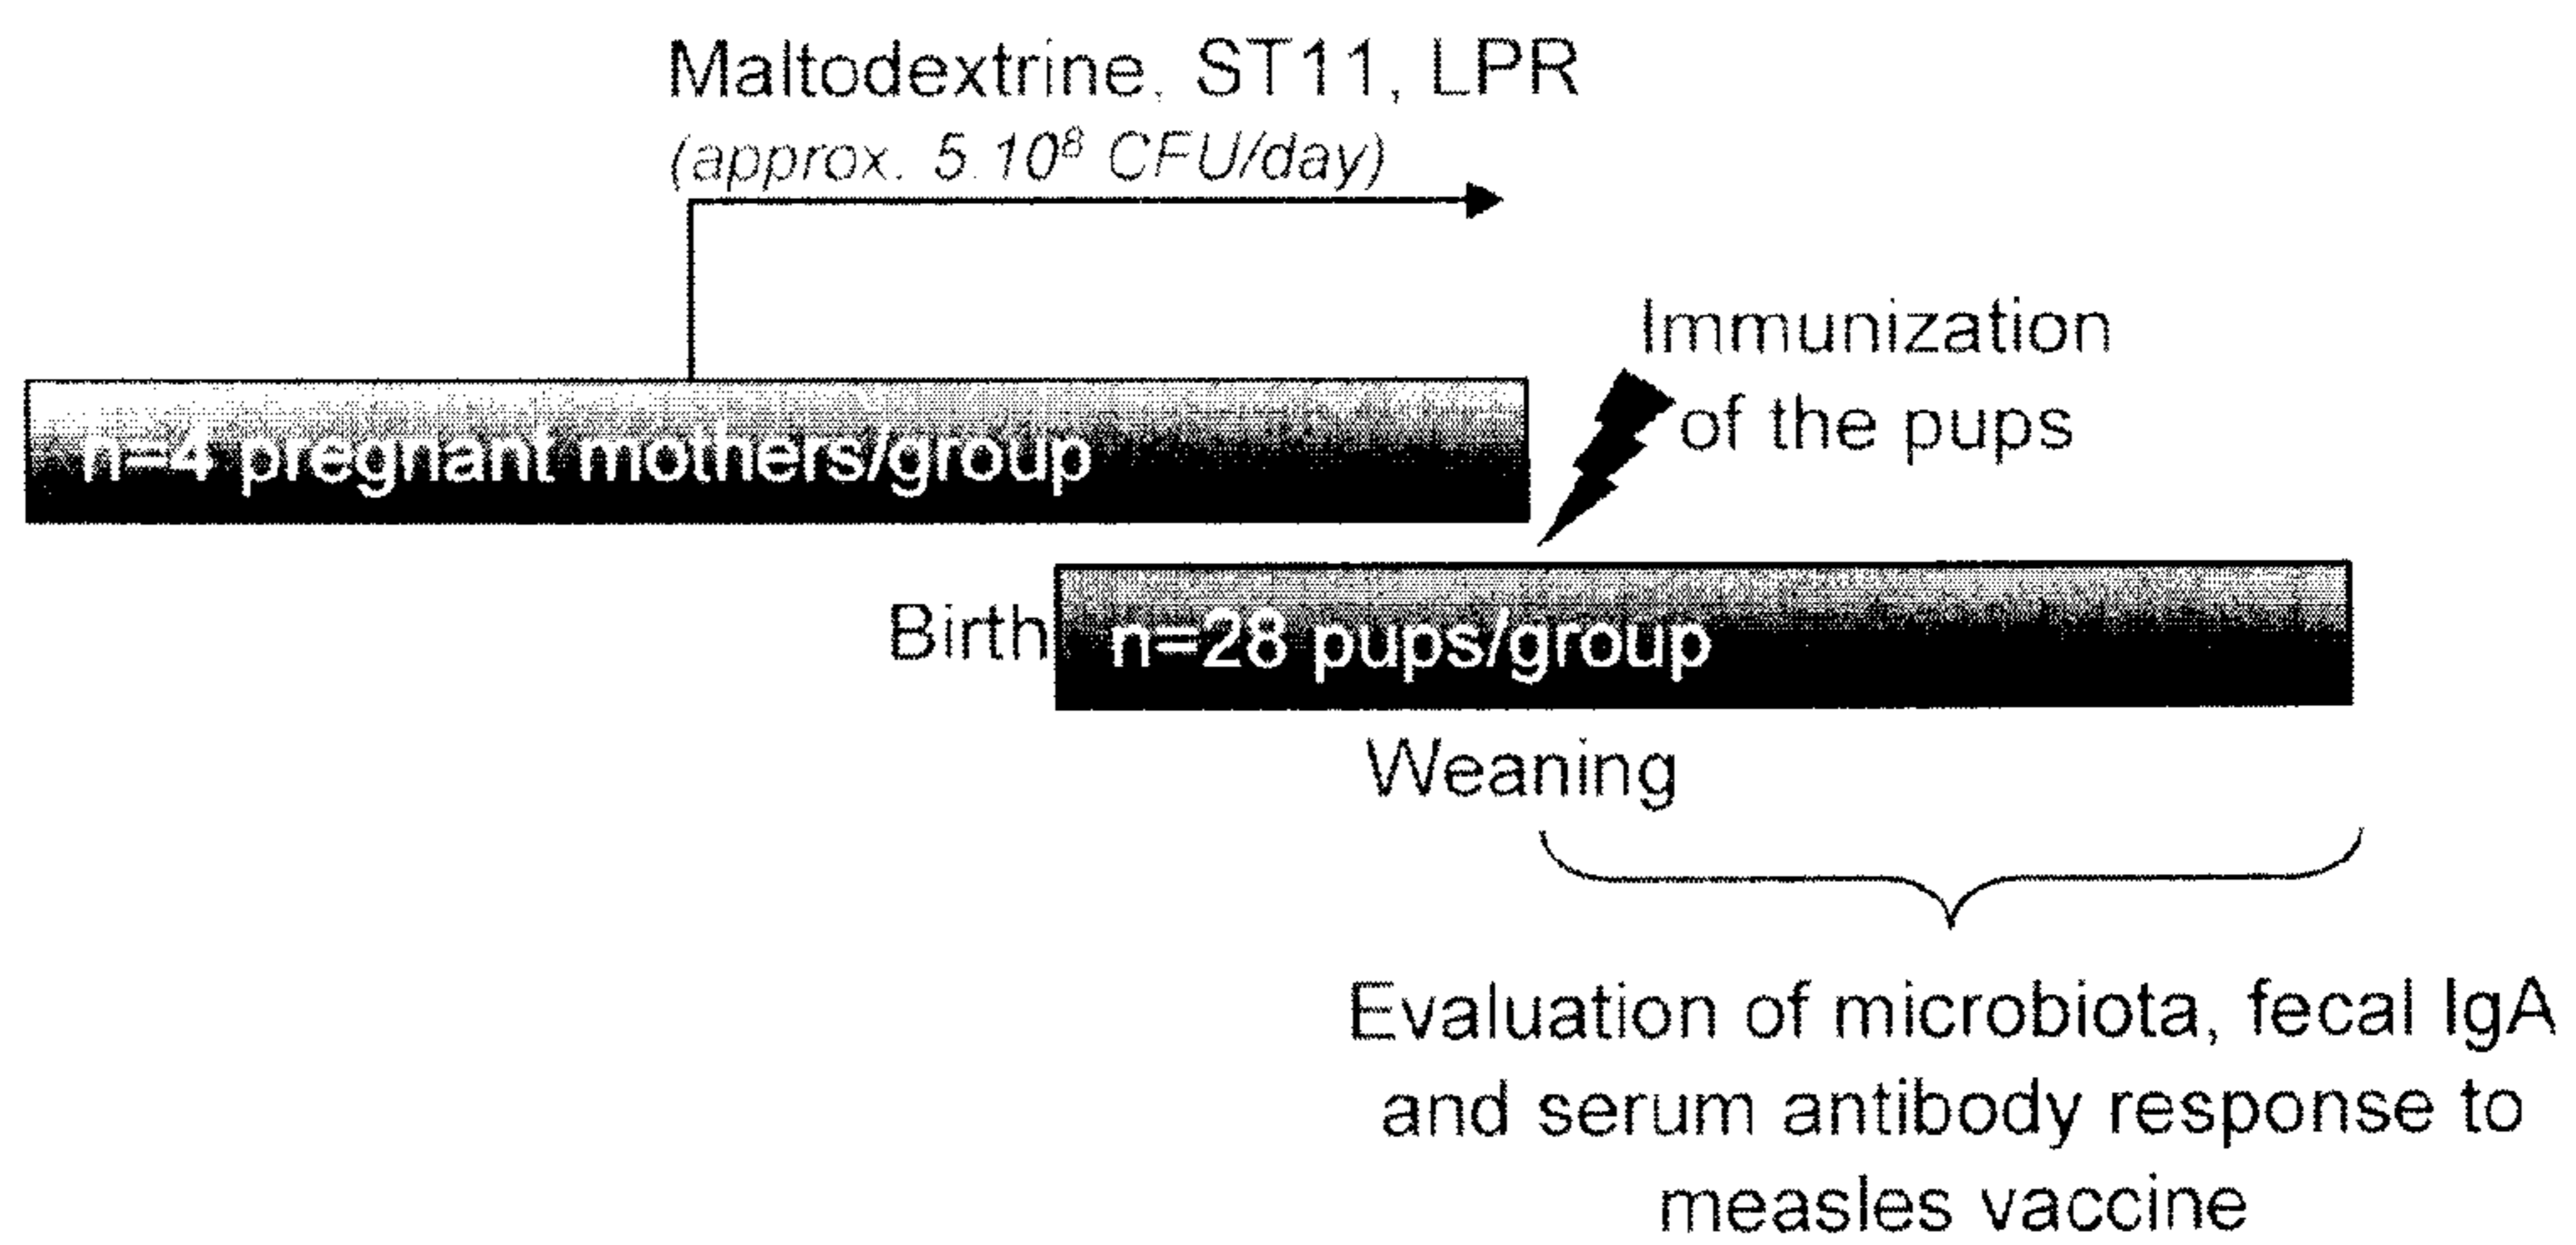 Maltodextrine, ST11, LPR
(approx. 5.10⁸ CFU/day)
Immunization
of the pups
n=4 pregnant mothers/group
Birth
n=28 pups/group
Weaning
Evaluation of microbiota, fecal IgA
and serum antibody response to
measles vaccine